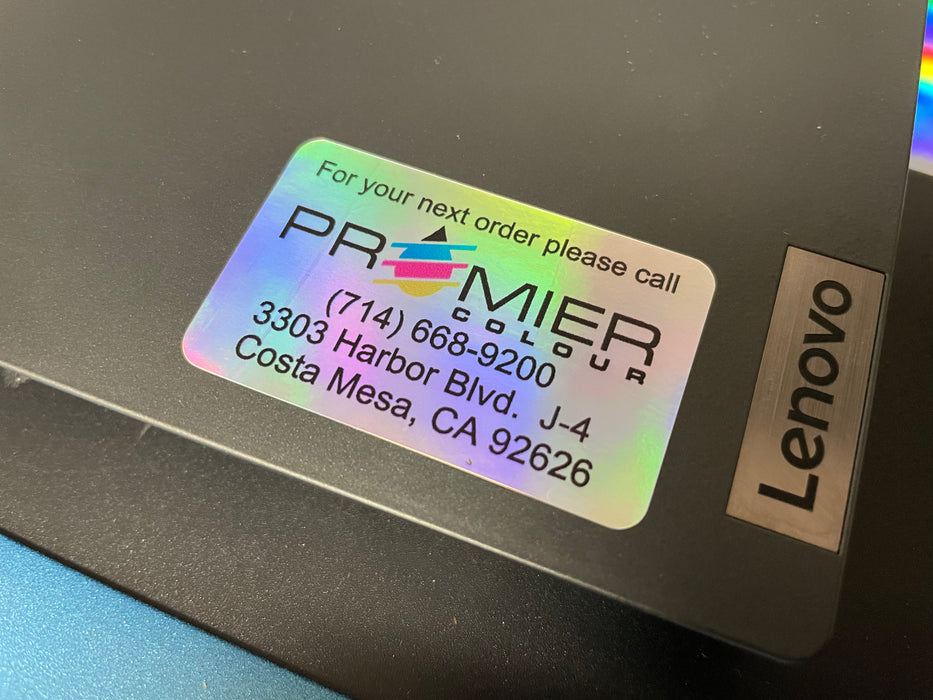 For your next order please call
PREMIER
COLOUR
(714) 668-9200
3303 Harbor Blvd. J-4
Costa Mesa, CA 92626
Lenovo